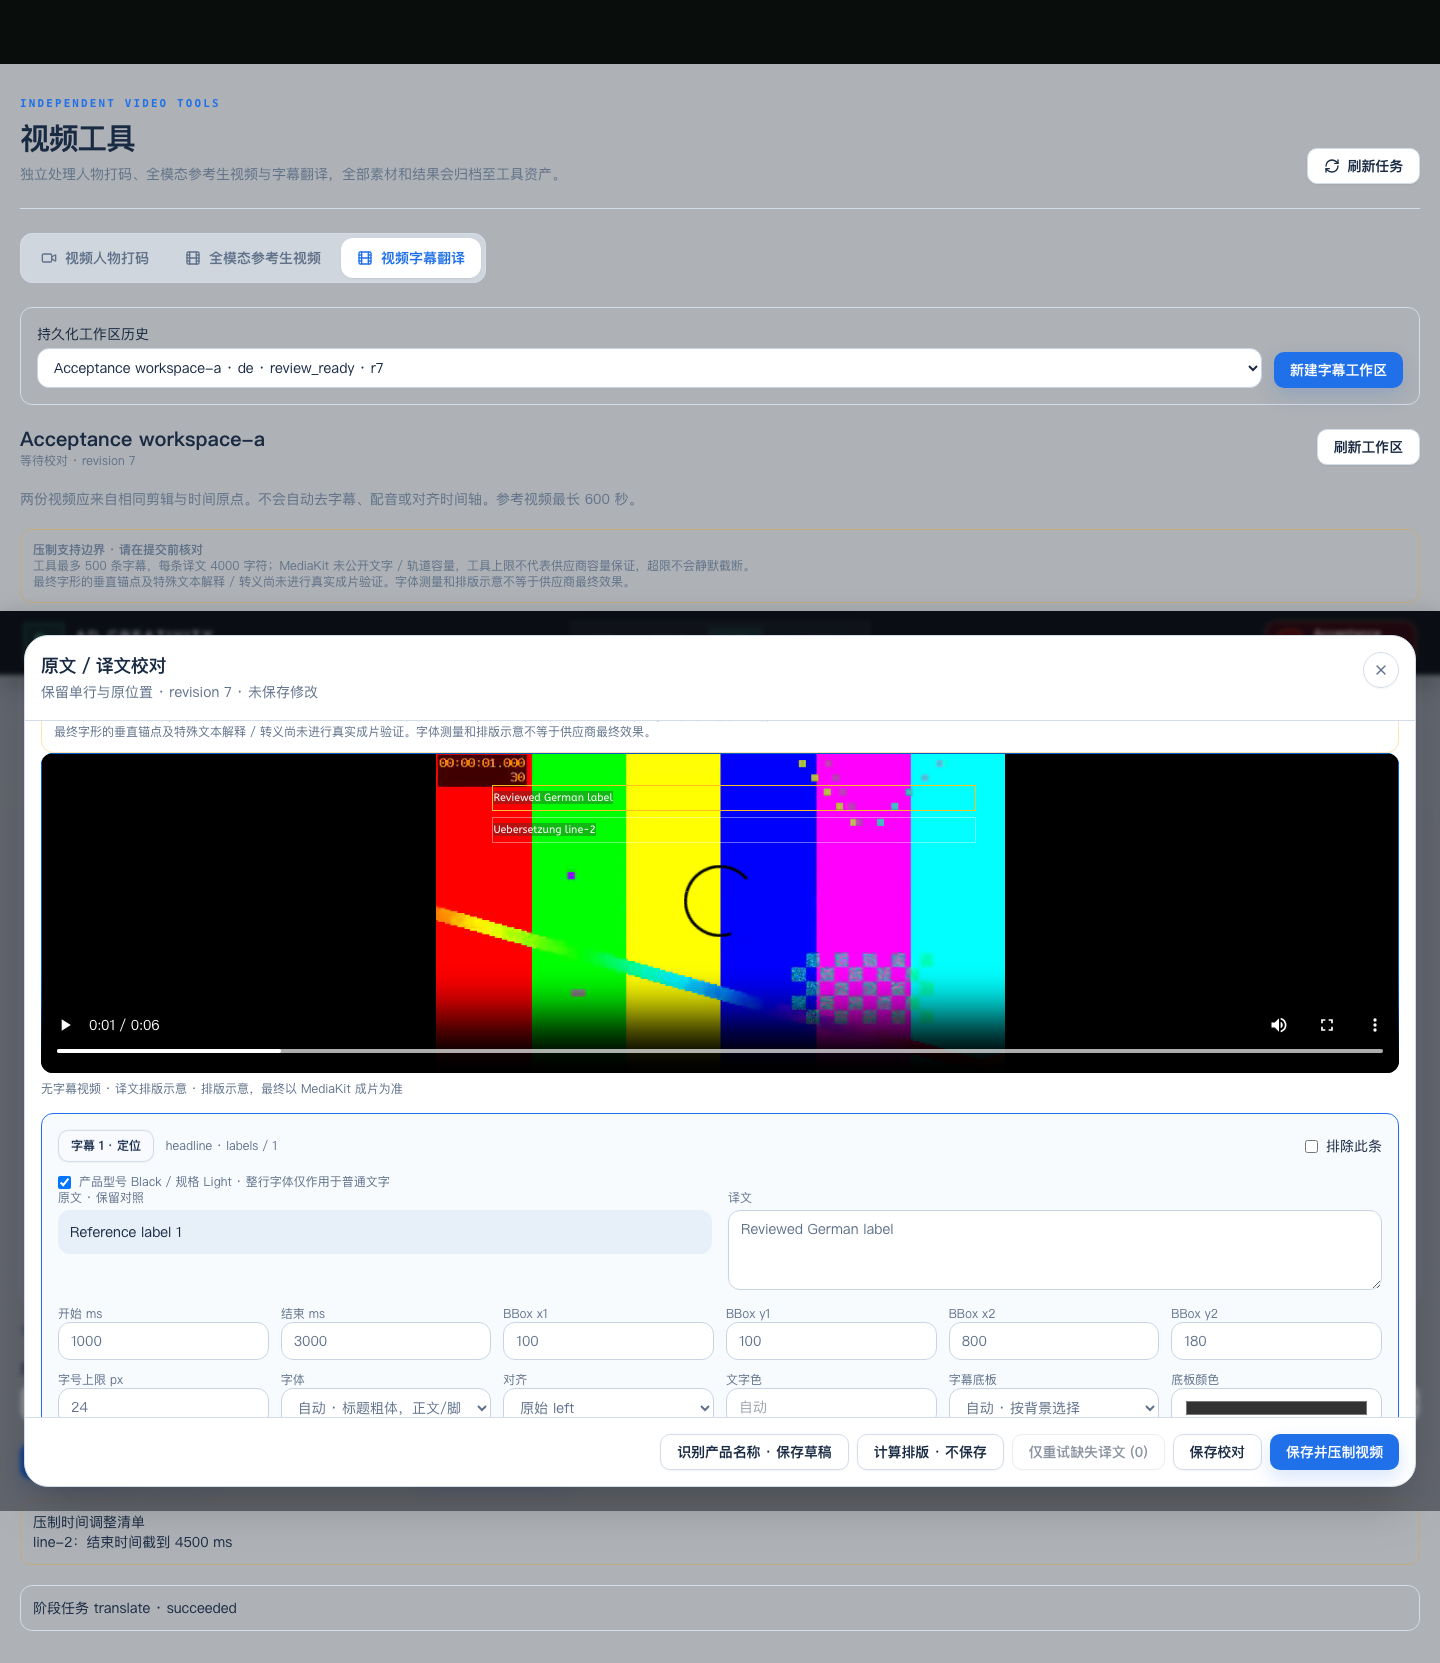 INDEPENDENT VIDEO TOOLS
视频工具
独立处理人物打码、全模态参考生视频与字幕翻译，全部素材和结果会归档至工具资产。
刷新任务
视频人物打码
全模态参考生视频
视频字幕翻译
持久化工作区历史
Acceptance workspace-a · de · review_ready · r7
新建字幕工作区
Acceptance workspace-a
等待校对 · revision 7
刷新工作区
两份视频应来自相同剪辑与时间原点。不会自动去字幕、配音或对齐时间轴。参考视频最长 600 秒。
压制支持边界 · 请在提交前核对
工具最多 500 条字幕，每条译文 4000 字符；MediaKit 未公开文字 / 轨道容量，工具上限不代表供应商容量保证，超限不会静默截断。
最终字形的垂直锚点及特殊文本解释 / 转义尚未进行真实成片验证。字体测量和排版示意不等于供应商最终效果。
原文 / 译文校对
保留单行与原位置 · revision 7 · 未保存修改
最终字形的垂直锚点及特殊文本解释 / 转义尚未进行真实成片验证。字体测量和排版示意不等于供应商最终效果。
00:00:01.000
30
Reviewed German label
Uebersetzung line-2
0:01 / 0:06
无字幕视频 · 译文排版示意 · 排版示意，最终以 MediaKit 成片为准
字幕 1 · 定位
headline · labels / 1
排除此条
产品型号 Black / 规格 Light · 整行字体仅作用于普通文字
原文 · 保留对照
译文
Reference label 1
Reviewed German label
开始 ms
结束 ms
BBox x1
BBox y1
BBox x2
BBox y2
1000
3000
100
100
800
180
字号上限 px
字体
对齐
文字色
字幕底板
底板颜色
24
自动 · 标题粗体，正文/脚
原始 left
自动
自动 · 按背景选择
识别产品名称 · 保存草稿
计算排版 · 不保存
仅重试缺失译文 (0)
保存校对
保存并压制视频
压制时间调整清单
line-2：结束时间截到 4500 ms
阶段任务 translate · succeeded